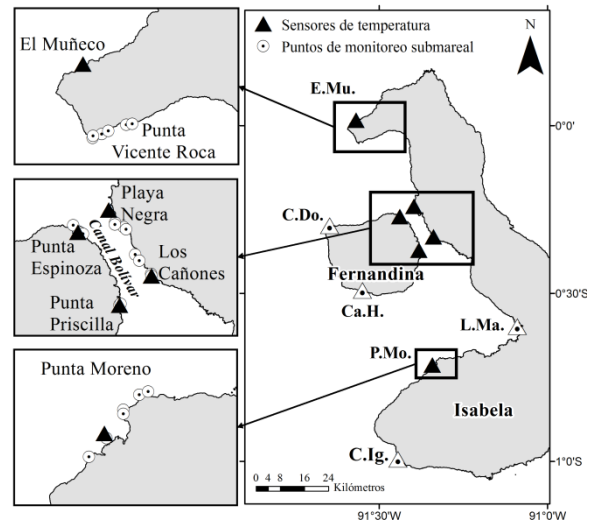 El Muñeco
Punta
Vicente Roca
Playa
Negra
Canal Bolívar
Punta
Espinoza
Los
Cañones
Punta
Priscilla
Punta Moreno
Sensores de temperatura
Puntos de monitoreo submareal
N
E.Mu.
0°0'
C.Do.
Fernandina
Ca.H.
0°30'S
L.Ma.
P.Mo.
Isabela
C.Ig.
1°0'S
0 4 8 16 24
Kilómetros
91°30'W
91°0'W